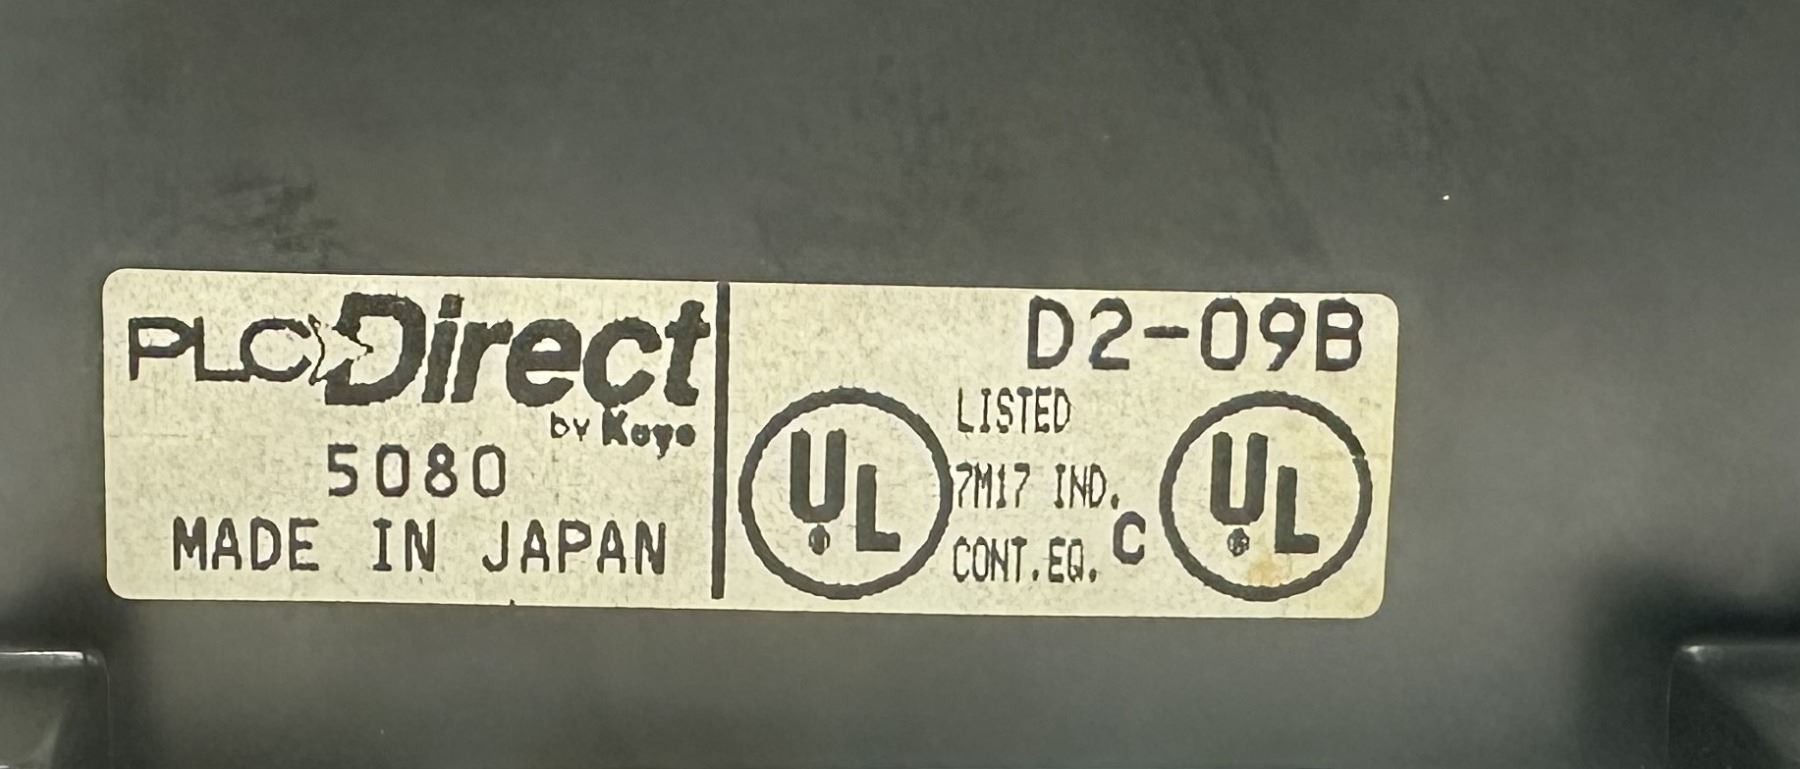 PLC Direct
by Koyo
5080
MADE IN JAPAN
D2-09B
UL
LISTED
7M17 IND.
CONT.EQ.
C UL